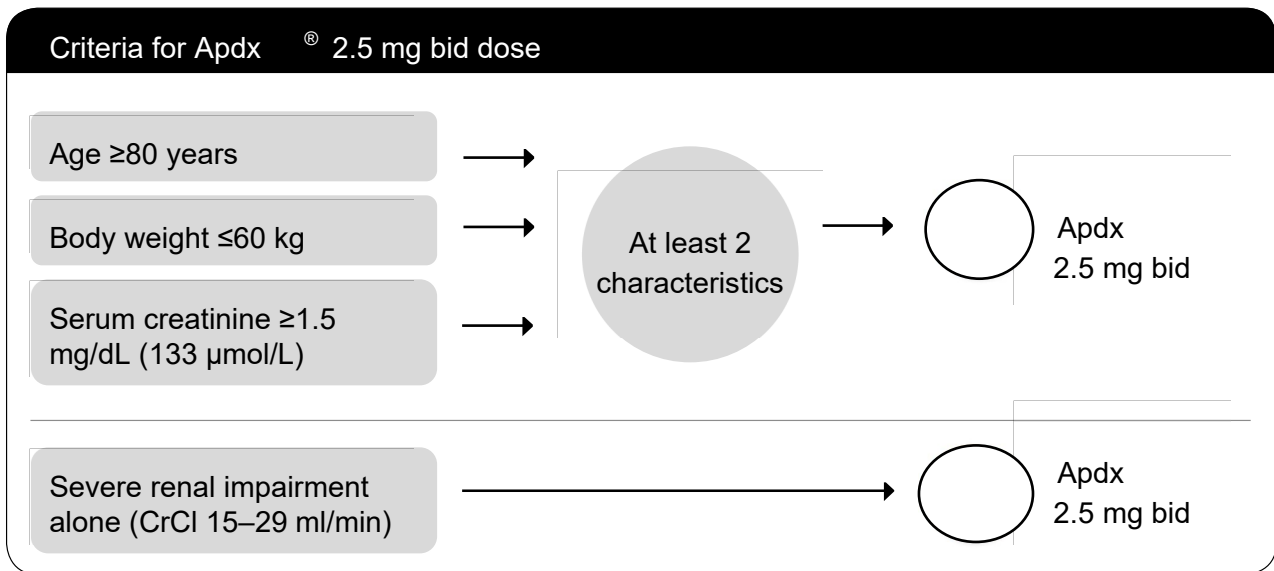 Criteria for Apdx ® 2.5 mg bid dose
Age ≥80 years
Body weight ≤60 kg
Serum creatinine ≥1.5
mg/dL (133 μmol/L)
At least 2
characteristics
Apdx
2.5 mg bid
Severe renal impairment
alone (CrCl 15–29 ml/min)
Apdx
2.5 mg bid